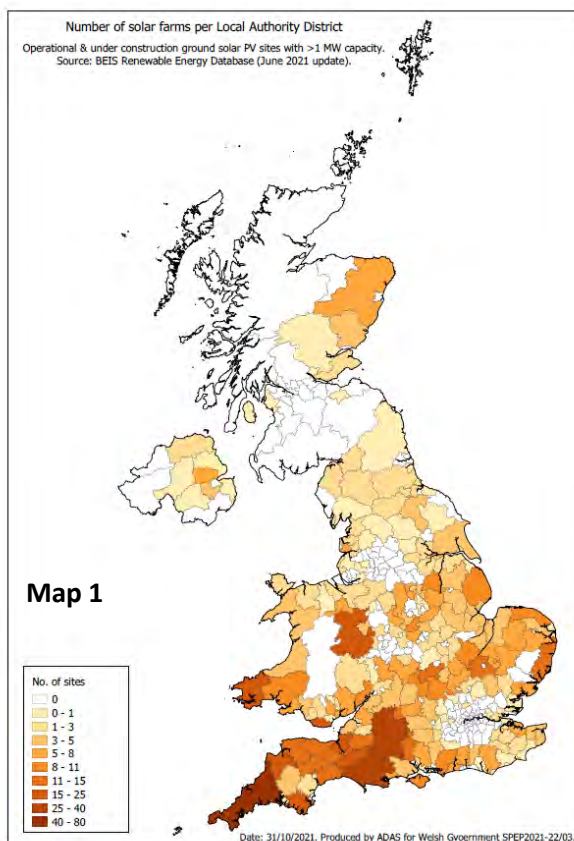 Number of solar farms per Local Authority District
Operational & under construction ground solar PV sites with >1 MW capacity.
Source: BEIS Renewable Energy Database (June 2021 update).
Map 1
No. of sites
0
0 - 1
1 - 3
3 - 5
5 - 8
8 - 11
11 - 15
15 - 25
25 - 40
40 - 80
Date: 31/10/2021. Produced by ADAS for Welsh Gvoernment SPEP2021-22/03.